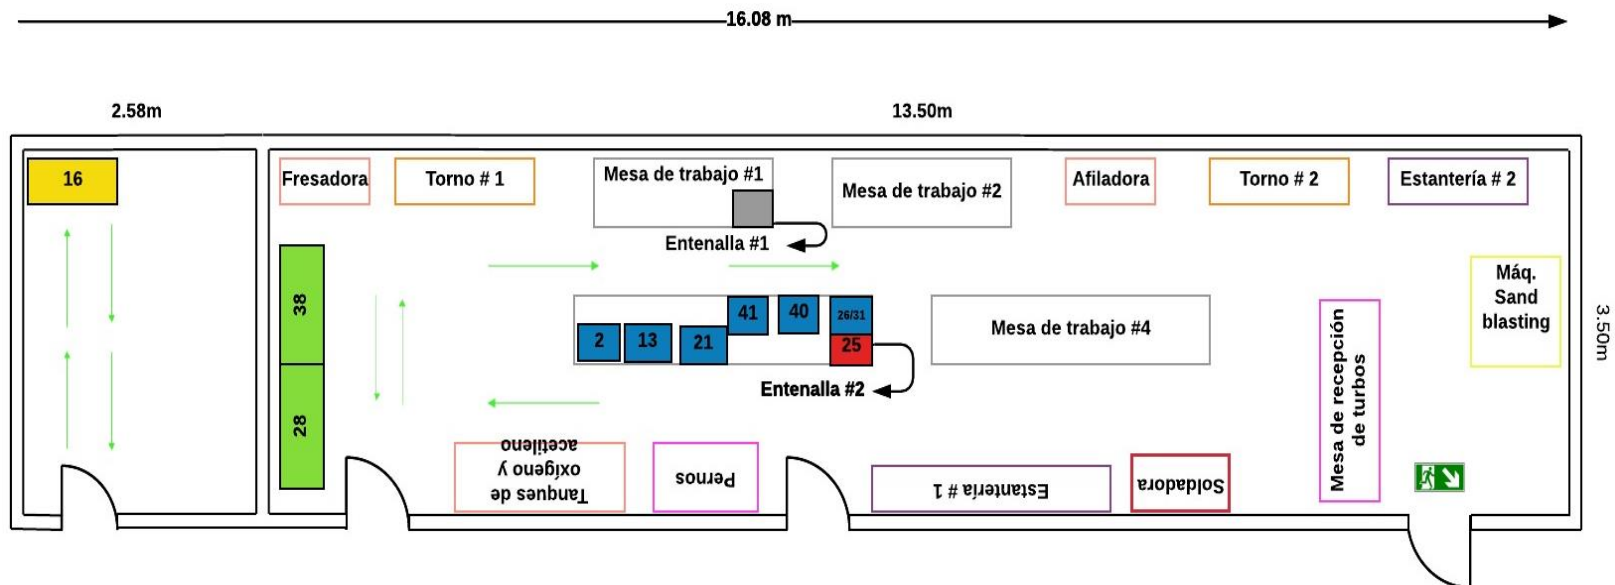 16.08 m
2.58m
13.50m
16
Fresadora
Torno # 1
Mesa de trabajo #1
Mesa de trabajo #2
Afiladora
Torno # 2
Estantería # 2
Entenalla #1
38
28
41
40
26/31
2
13
21
25
Entenalla #2
Mesa de trabajo #4
Mesa de recepción
de turbos
Máq.
Sand
blasting
3.50m
Tanques de
oxígeno y
acetileno
Pernos
Estantería # 1
Soldadora